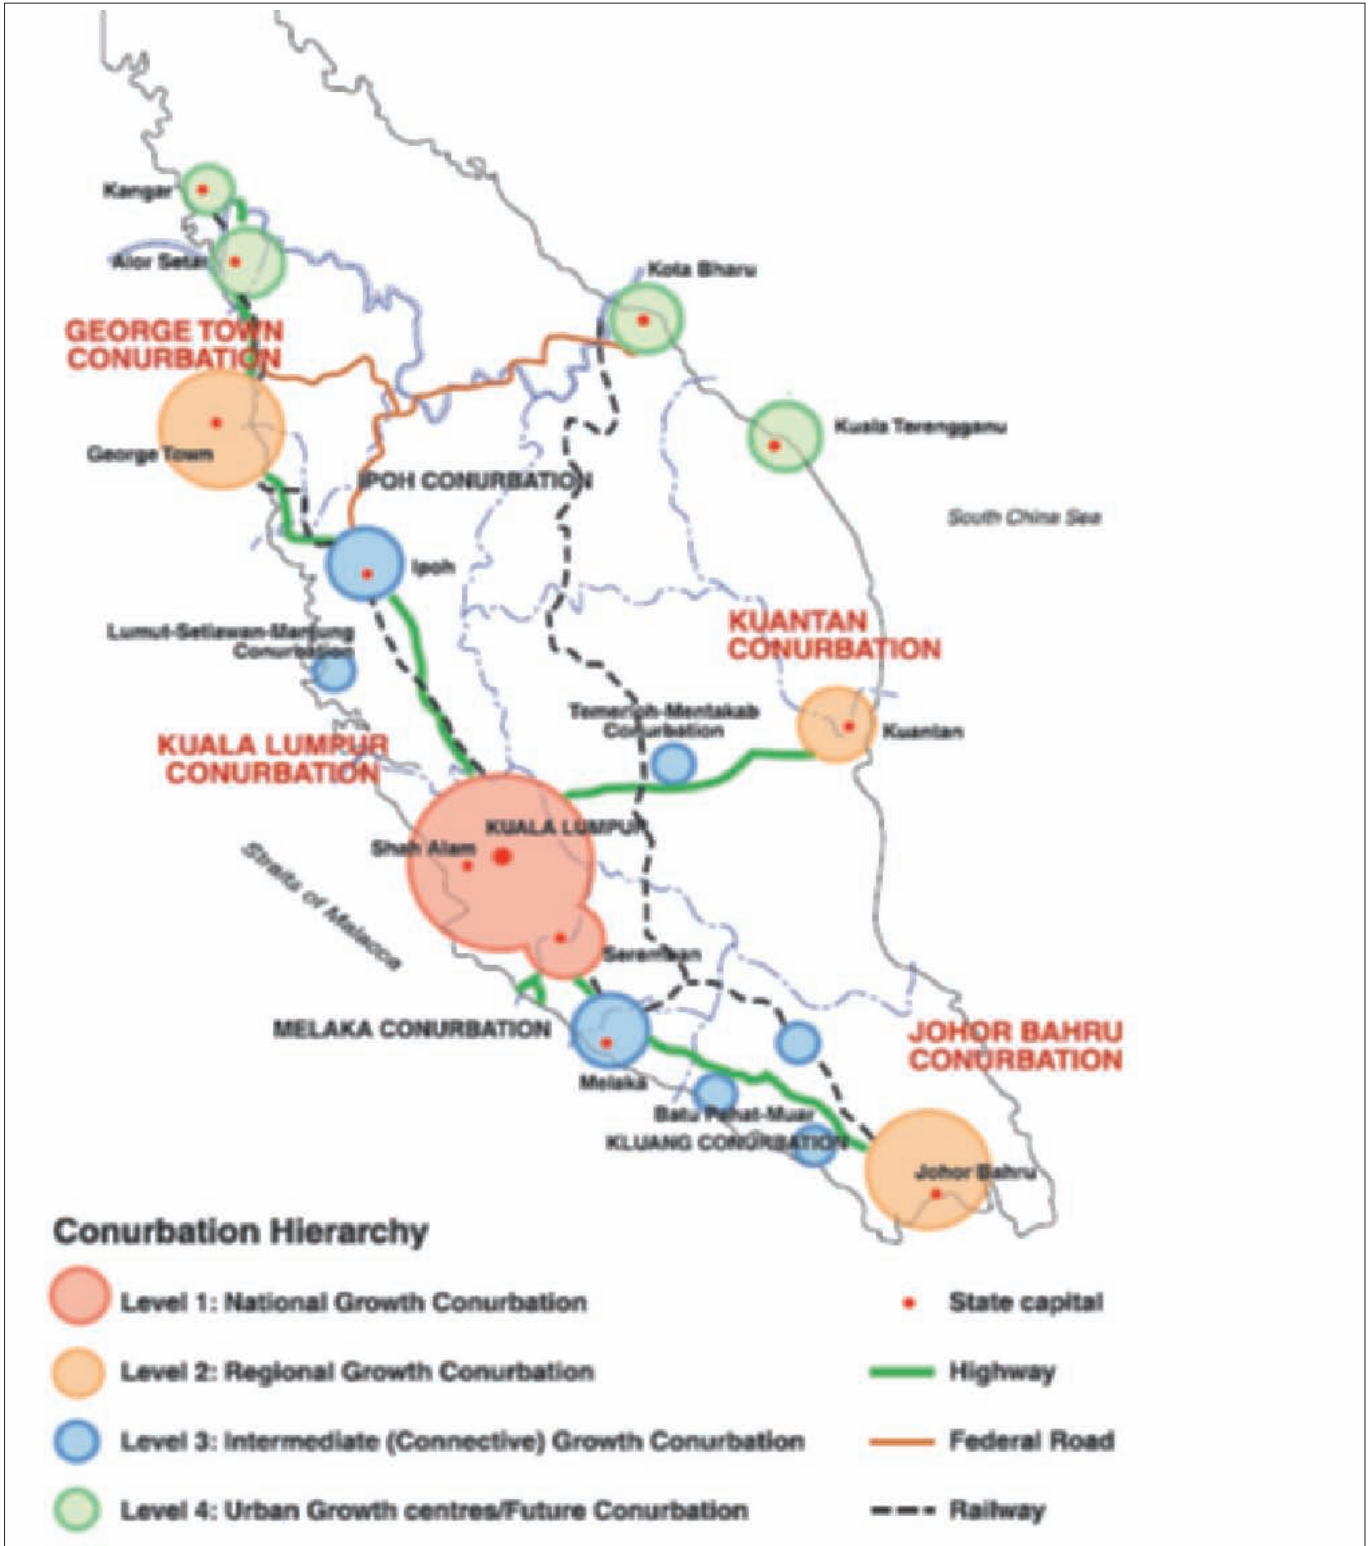 Kangar
Alor Setar
Kota Bharu
GEORGE TOWN
CONURBATION
Kuala Terengganu
George Town
IPOH CONURBATION
South China Sea
Ipoh
KUANTAN
CONURBATION
Lumut-Setiawan-Manjung
Conurbation
Temerloh-Mentakab
Conurbation
Kuantan
KUALA LUMPUR
CONURBATION
KUALA LUMPUR
Shah Alam
Straits of Malacca
Seremban
MELAKA CONURBATION
JOHOR BAHRU
CONURBATION
Melaka
Batu Pahat-Muar
KLUANG CONURBATION
Johor Bahru
Conurbation Hierarchy
Level 1: National Growth Conurbation
Level 2: Regional Growth Conurbation
Level 3: Intermediate (Connective) Growth Conurbation
Level 4: Urban Growth centres/Future Conurbation
State capital
Highway
Federal Road
Railway